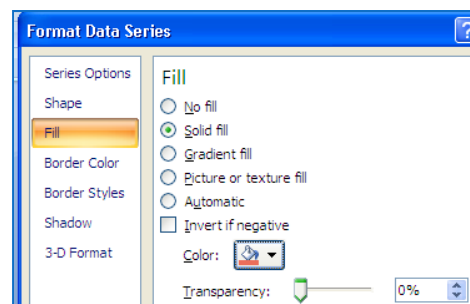 Format Data Series
?
Series Options
Shape
Fill
Border Color
Border Styles
Shadow
3-D Format
Fill
No fill
Solid fill
Gradient fill
Picture or texture fill
Automatic
Invert if negative
Color:
Transparency:
0%